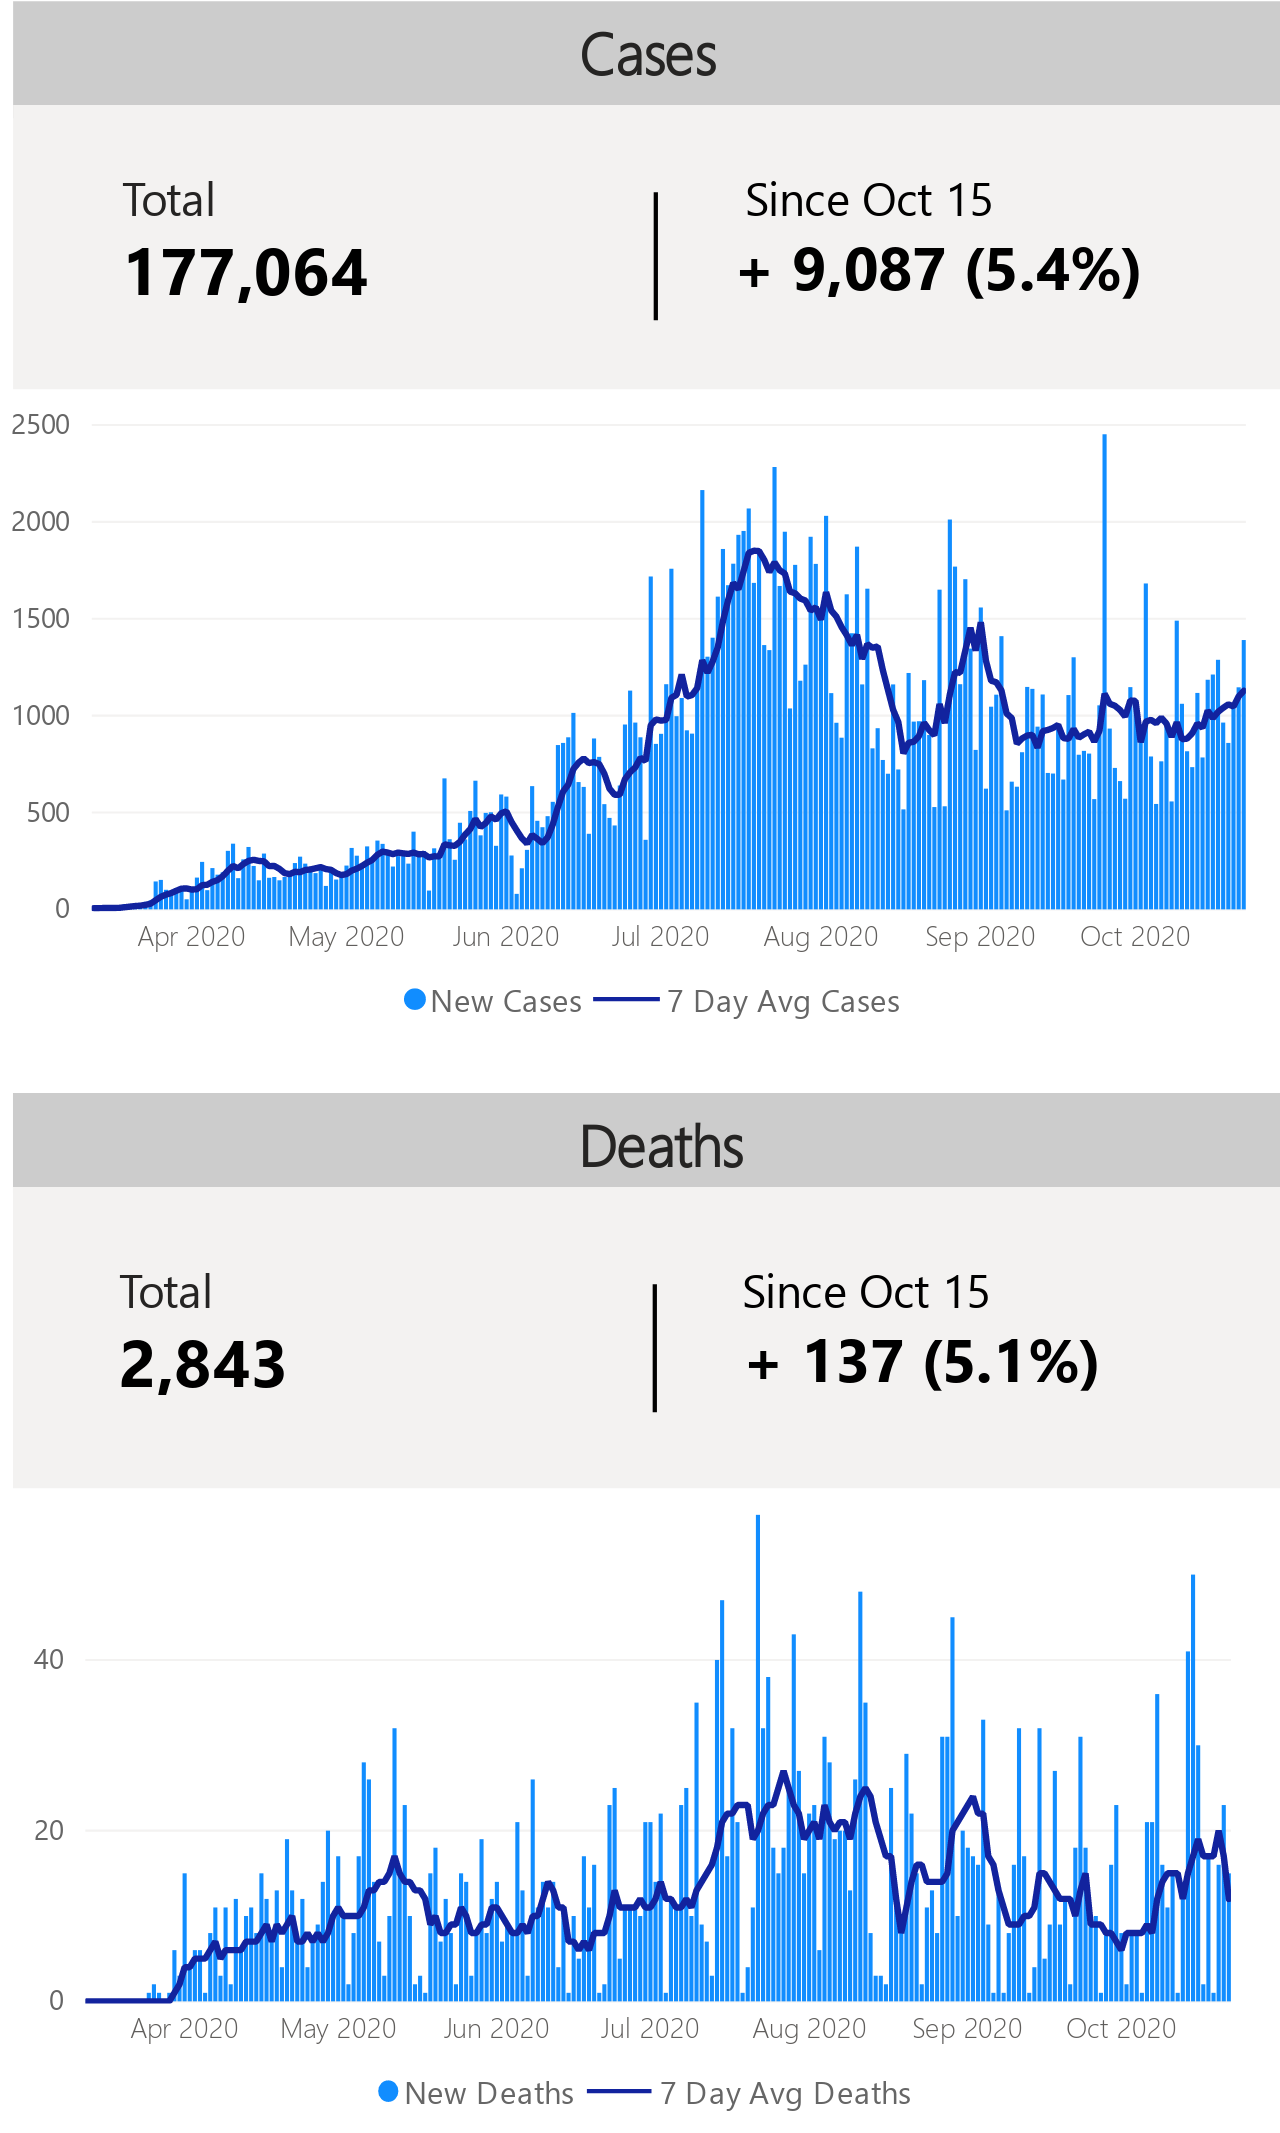 Cases
Total
Since Oct 15
177,064
+ 9,087 (5.4%)
2500
2000
1500
1000
500
0
Apr 2020 May 2020 Jun 2020 Jul 2020 Aug 2020 Sep 2020 Oct 2020
New Cases 7 Day Avg Cases
Deaths
Total
Since Oct 15
2,843
+ 137 (5.1%)
40
20
0
Apr 2020 May 2020 Jun 2020 Jul 2020 Aug 2020 Sep 2020 Oct 2020
New Deaths 7 Day Avg Deaths